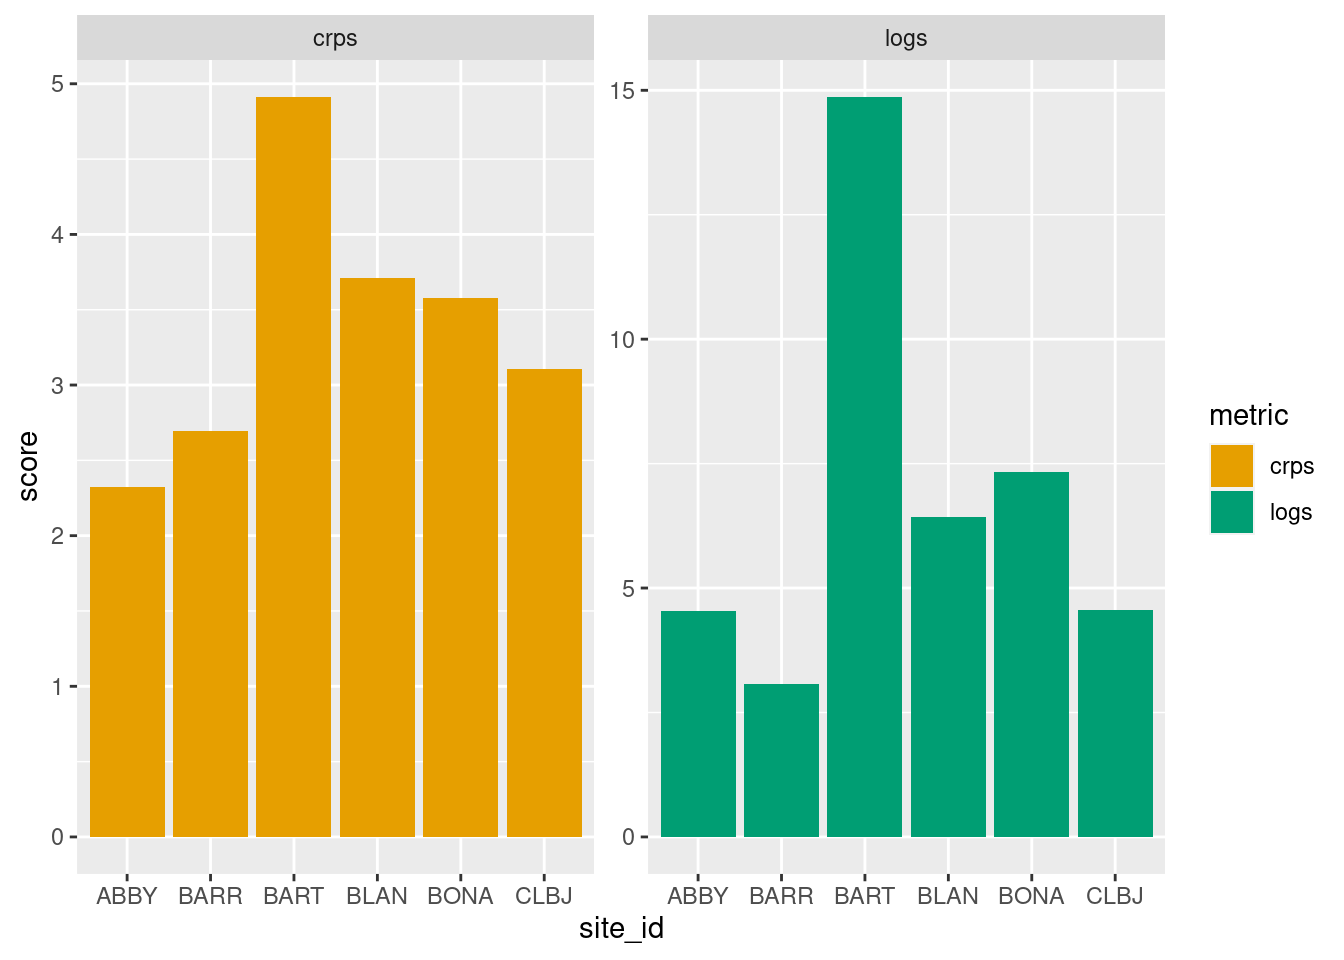 crps
logs
5
4
3
2
1
0
15
10
5
0
score
ABBY BARR BART BLAN BONA CLBJ
ABBY BARR BART BLAN BONA CLBJ
site_id
metric
crps
logs